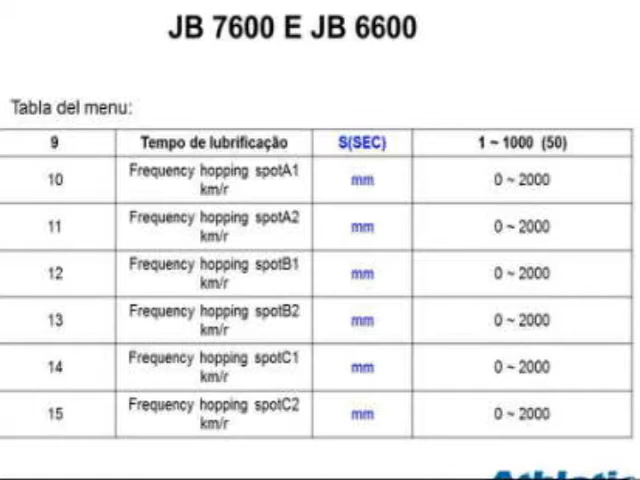 JB 7600 E JB 6600
Tabla del menu:
9 Tempo de lubrificação S(SEC) 1 ~ 1000 (50)
10 Frequency hopping spotA1 km/r mm 0 ~ 2000
11 Frequency hopping spotA2 km/r mm 0 ~ 2000
12 Frequency hopping spotB1 km/r mm 0 ~ 2000
13 Frequency hopping spotB2 km/r mm 0 ~ 2000
14 Frequency hopping spotC1 km/r mm 0 ~ 2000
15 Frequency hopping spotC2 km/r mm 0 ~ 2000